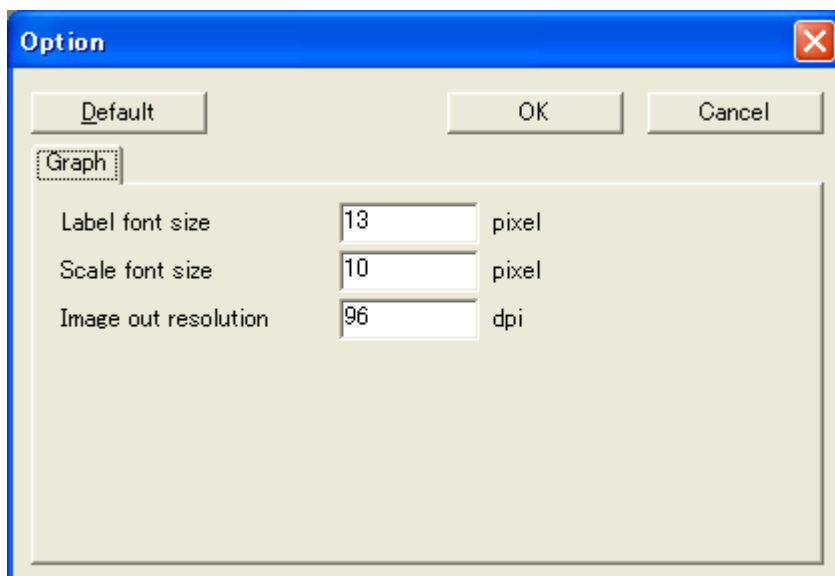 Option
Default OK Cancel
Graph
Label font size 13 pixel
Scale font size 10 pixel
Image out resolution 96 dpi